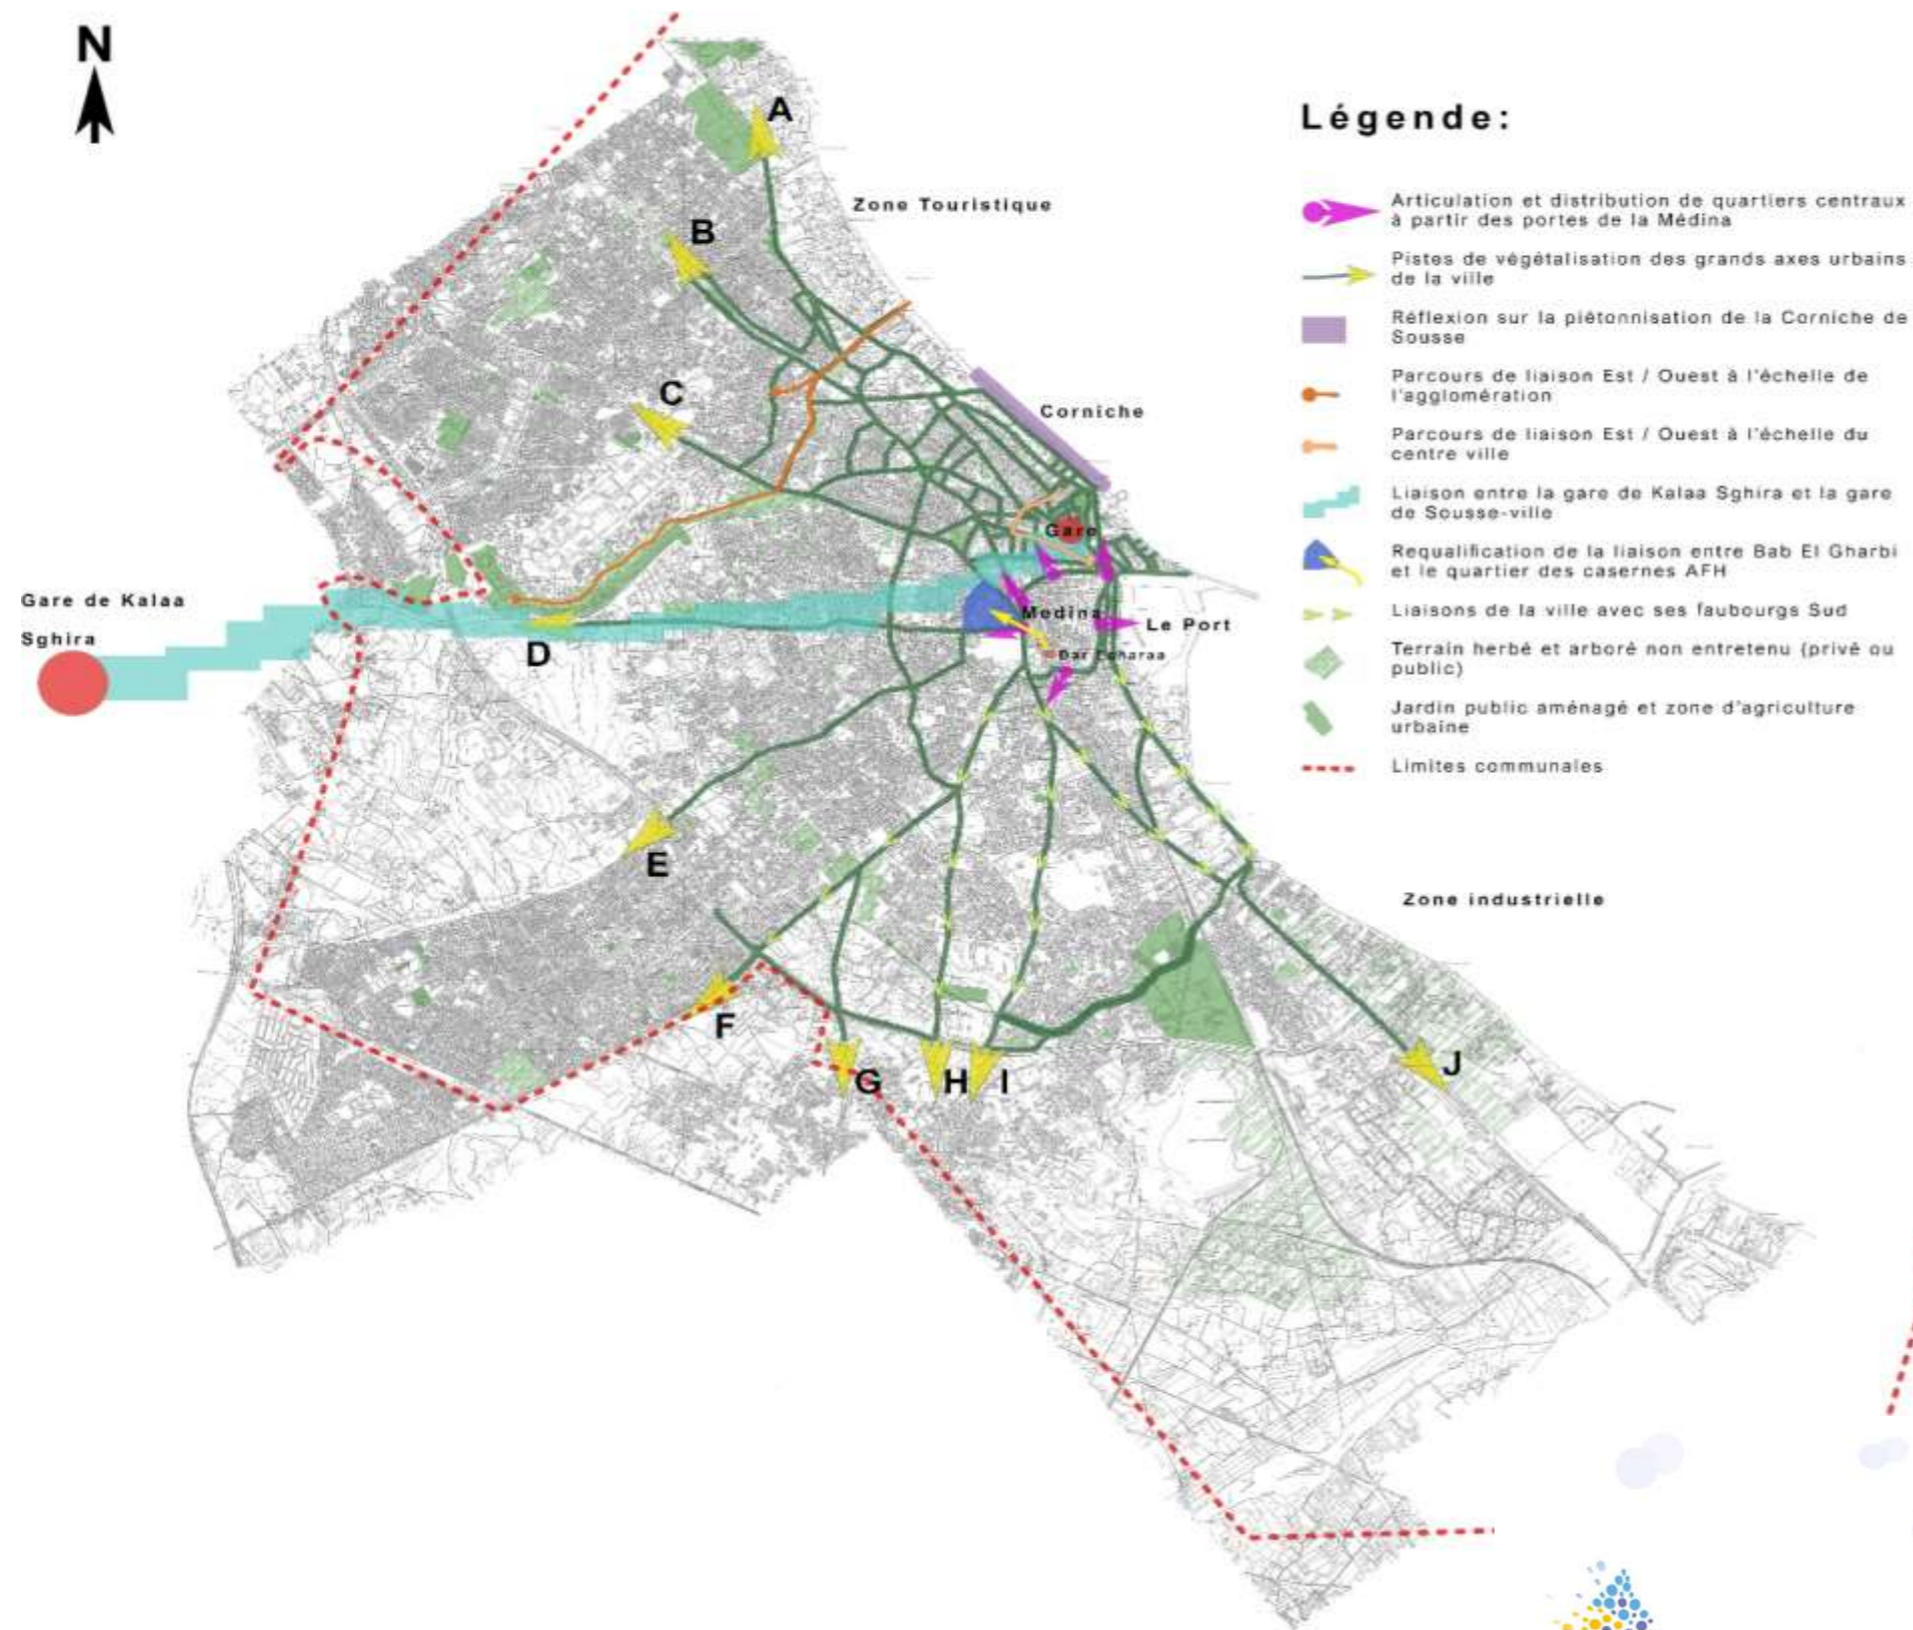 N
A
Zone Touristique
B
C
Corniche
Gare
Gare de Kalaa
Sghira
Medina
Le Port
D
E
Zone industrielle
F
G
H
I
J
Légende:
Articulation et distribution de quartiers centraux
à partir des portes de la Médina
Pistes de végétalisation des grands axes urbains
de la ville
Réflexion sur la piétonnisation de la Corniche de
Sousse
Parcours de liaison Est / Ouest à l'échelle de
l'agglomération
Parcours de liaison Est / Ouest à l'échelle du
centre ville
Liaison entre la gare de Kalaa Sghira et la gare
de Sousse-ville
Requalification de la liaison entre Bab El Gharbi
et le quartier des casernes AFH
Liaisons de la ville avec ses faubourgs Sud
Terrain herbé et arboré non entretenu (privé ou
public)
Jardin public aménagé et zone d'agriculture
urbaine
Limites communales